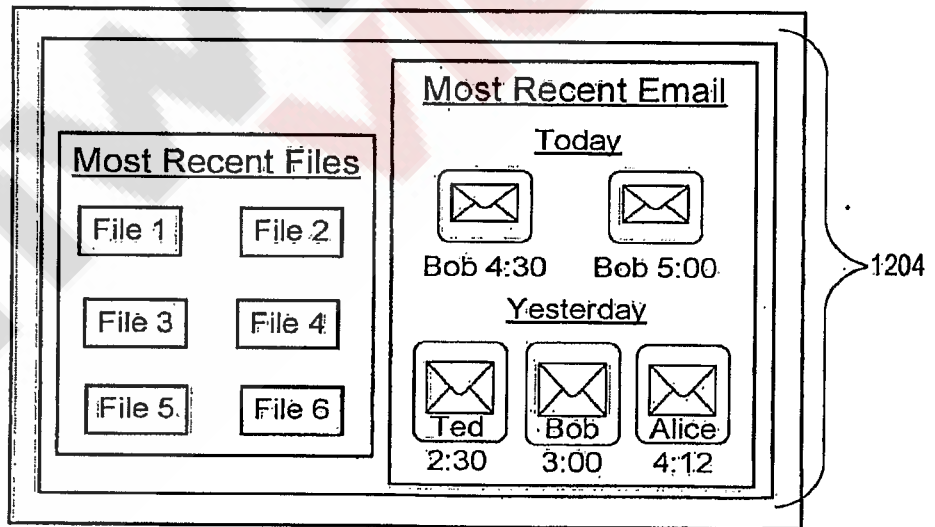 Most Recent Files
File 1 File 2
File 3 File 4
File 5 File 6
Most Recent Email
Today
Bob 4:30 Bob 5:00
Yesterday
Ted Bob Alice
2:30 3:00 4:12
1204